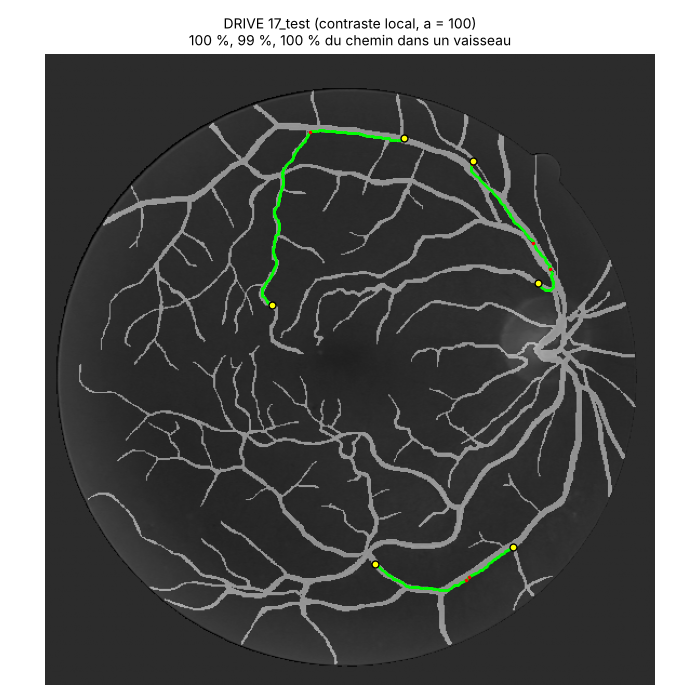 DRIVE 17_test (contraste local, a = 100)
100 %, 99 %, 100 % du chemin dans un vaisseau